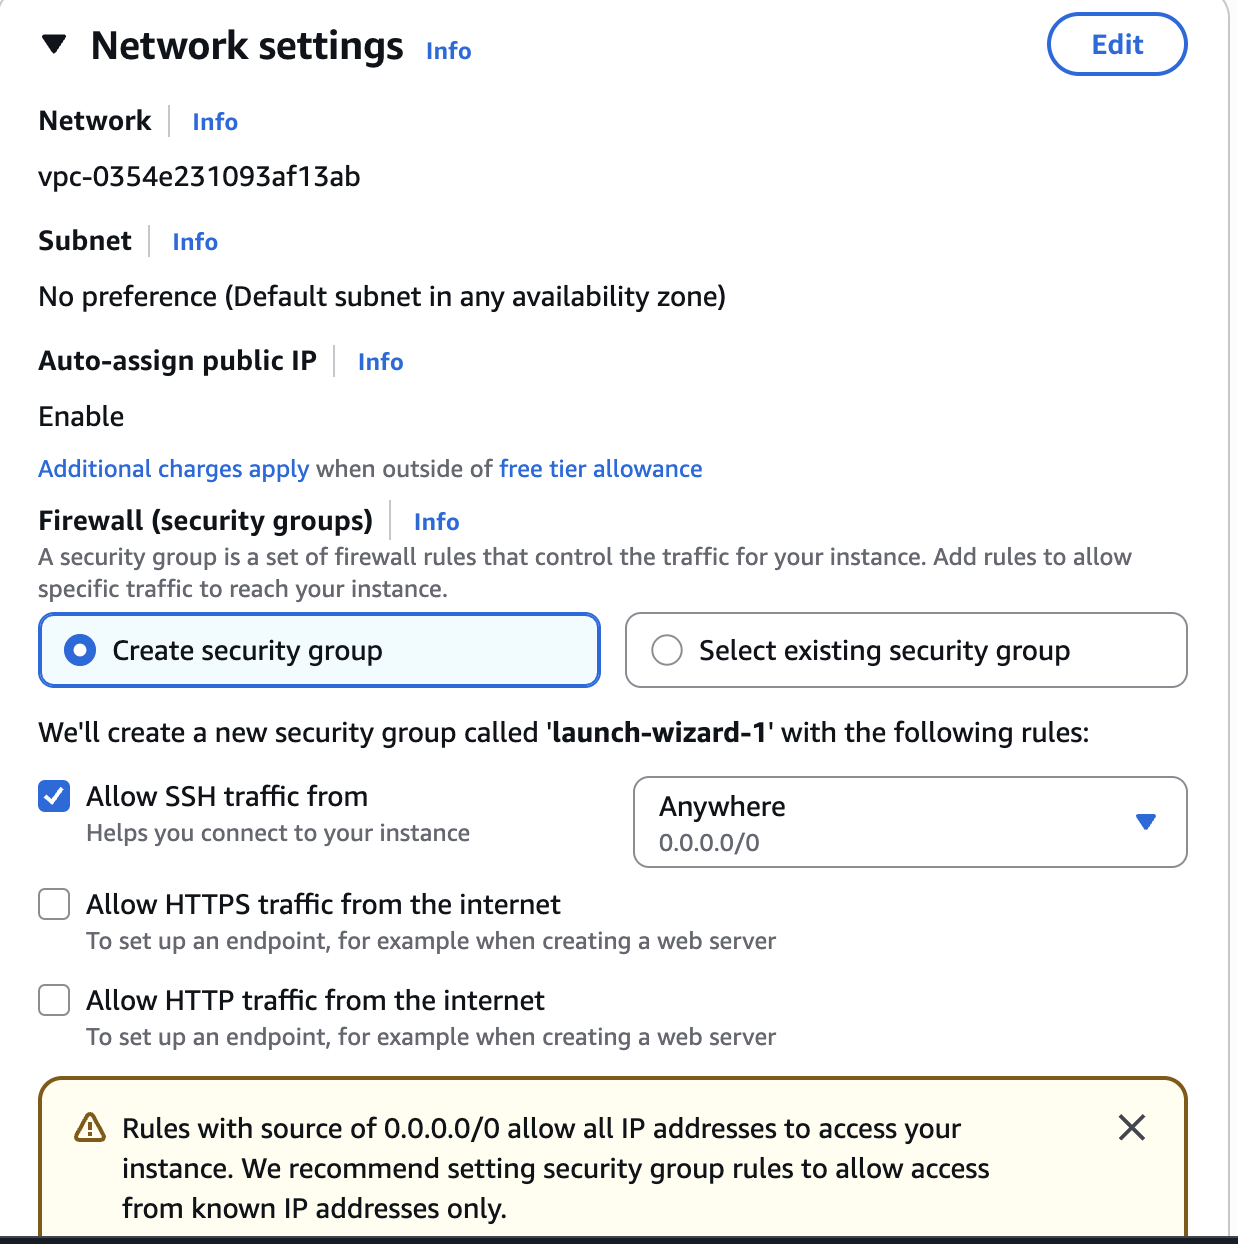 Network settings Info Edit
Network Info
vpc-0354e231093af13ab
Subnet Info
No preference (Default subnet in any availability zone)
Auto-assign public IP Info
Enable
Additional charges apply when outside of free tier allowance
Firewall (security groups) Info
A security group is a set of firewall rules that control the traffic for your instance. Add rules to allow
specific traffic to reach your instance.
Create security group Select existing security group
We'll create a new security group called 'launch-wizard-1' with the following rules:
Allow SSH traffic from
Helps you connect to your instance
Anywhere
0.0.0.0/0
Allow HTTPS traffic from the internet
To set up an endpoint, for example when creating a web server
Allow HTTP traffic from the internet
To set up an endpoint, for example when creating a web server
Rules with source of 0.0.0.0/0 allow all IP addresses to access your
instance. We recommend setting security group rules to allow access
from known IP addresses only.